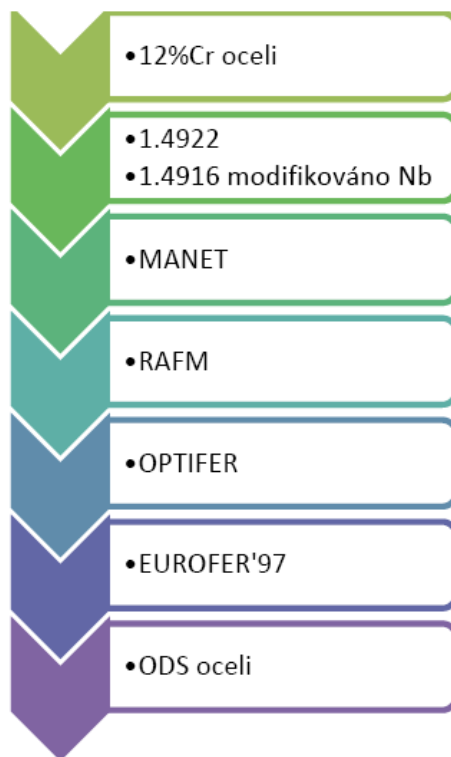 •12%Cr oceli
•1.4922
•1.4916 modifikováno Nb
•MANET
•RAFM
•OPTIFER
•EUROFER'97
•ODS oceli